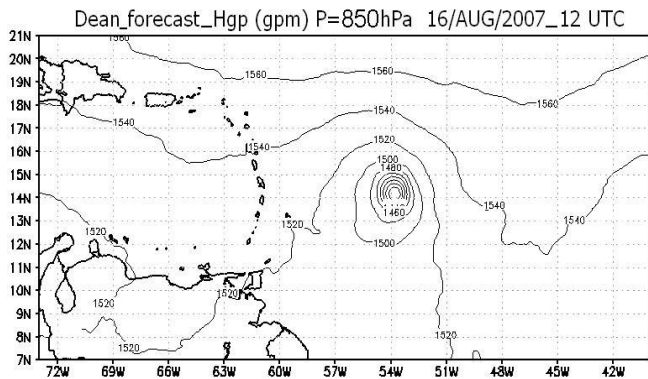 Dean_forecast_Hgp (gpm) P=850hPa 16/AUG/2007_12 UTC
21N
20N
1560
1560
19N
1560
18N
1540
17N
1540
16N
1520
1540
1500
15N
1480
14N
1540
1460
13N
1520
1520
12N
1500
11N
10N
1520
9N
1520
8N
1520
1520
7N
72W 69W 66W 63W 60W 57W 54W 51W 48W 45W 42W